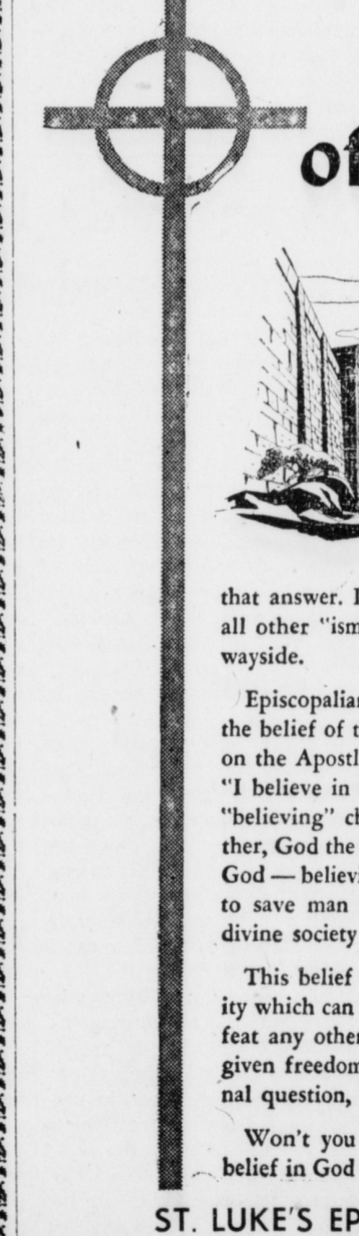 of
that answer. I
all other "ism
wayside.
Episcopalian
the belief of t
on the Apostl
"I believe in
"believing" ch
ther, God the
God — believi
to save man
divine society
This belief
ity which can
feat any other
given freedom
nal question,
Won't you
belief in God
ST. LUKE'S EP